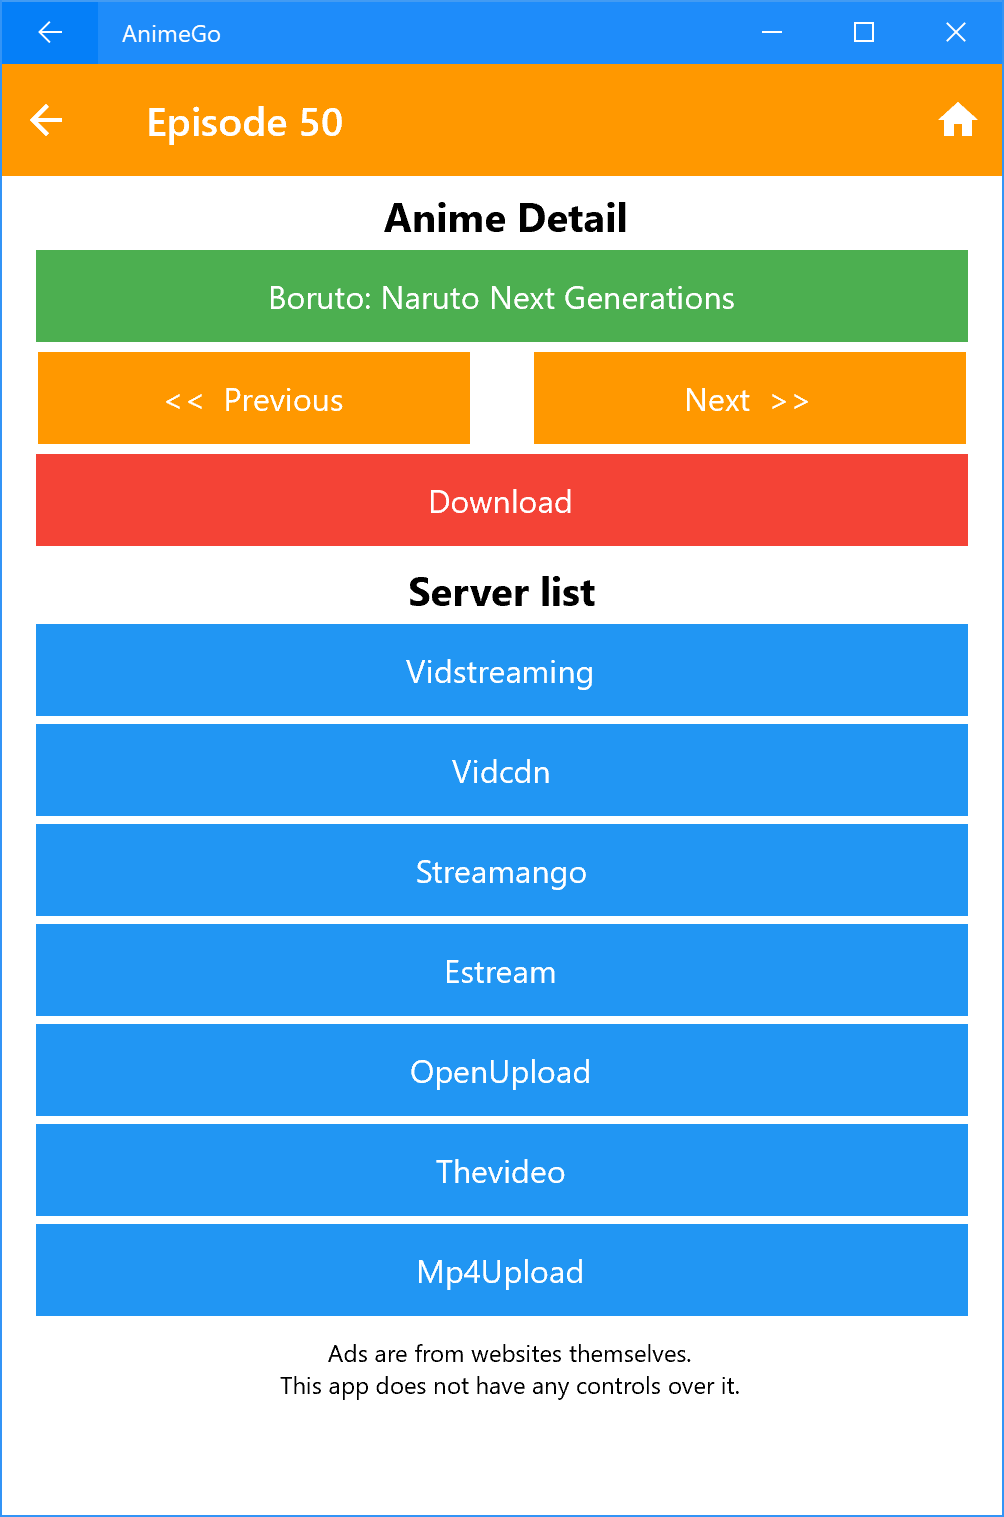 AnimeGo
Episode 50
Anime Detail
Boruto: Naruto Next Generations
<< Previous
Next >>
Download
Server list
Vidstreaming
Vidcdn
Streamango
Estream
OpenUpload
Thevideo
Mp4Upload
Ads are from websites themselves.
This app does not have any controls over it.